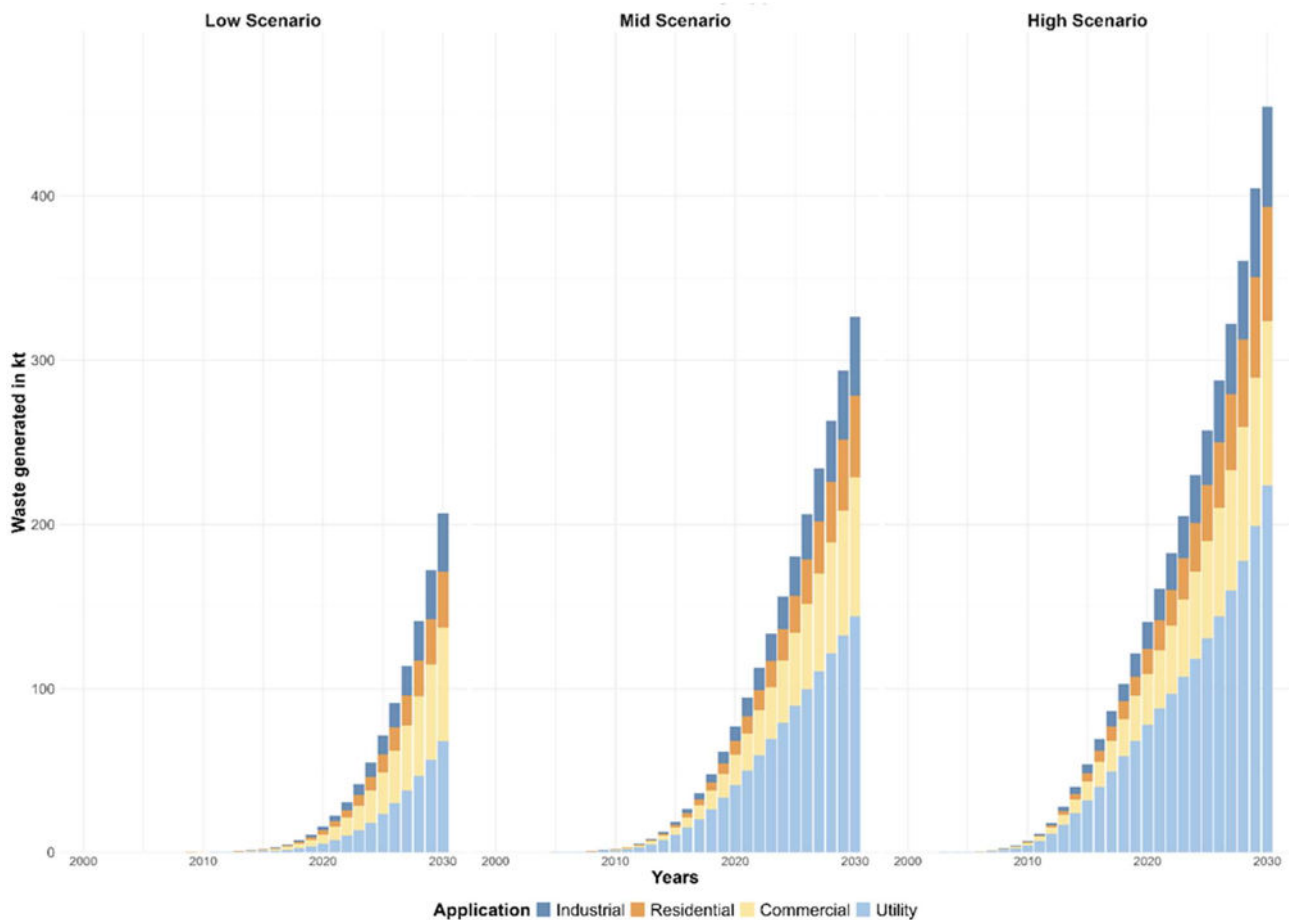 Low Scenario Mid Scenario High Scenario
400
300
200
100
0
Waste generated in kt
2000 2010 2020 2030 2000 2010 2020 2030 2000 2010 2020 2030
Years
Application Industrial Residential Commercial Utility